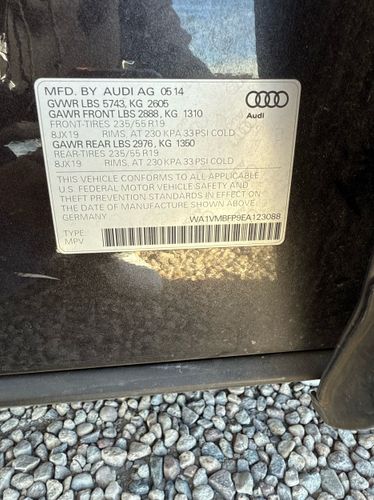 MFD. BY AUDI AG 05 14
GVWR LBS 5743, KG 2605
GAWR FRONT LBS 2888, KG 1310
FRONT-TIRES 235/55 R19
8JX19 RIMS, AT 230 KPA 33 PSI COLD
GAWR REAR LBS 2976, KG 1350
REAR-TIRES 235/55 R19
8JX19 RIMS, AT 230 KPA 33 PSI COLD
Audi
THIS VEHICLE CONFORMS TO ALL APPLICABLE
U.S. FEDERAL MOTOR VEHICLE SAFETY AND
THEFT PREVENTION STANDARDS IN EFFECT ON
THE DATE OF MANUFACTURE SHOWN ABOVE
GERMANY WA1VMBFP9EA123088
TYPE:
MPV